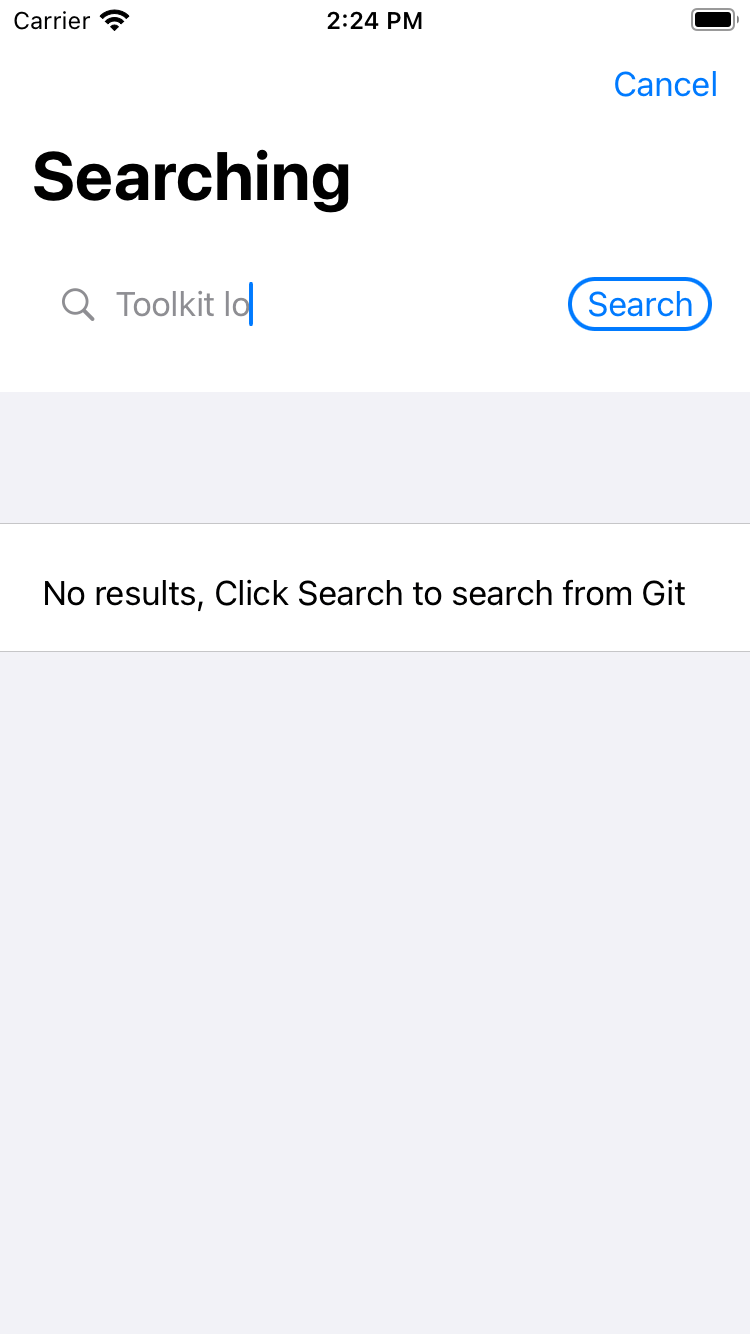 Carrier 2:24 PM
Cancel
Searching
Toolkit lo Search
No results, Click Search to search from Git